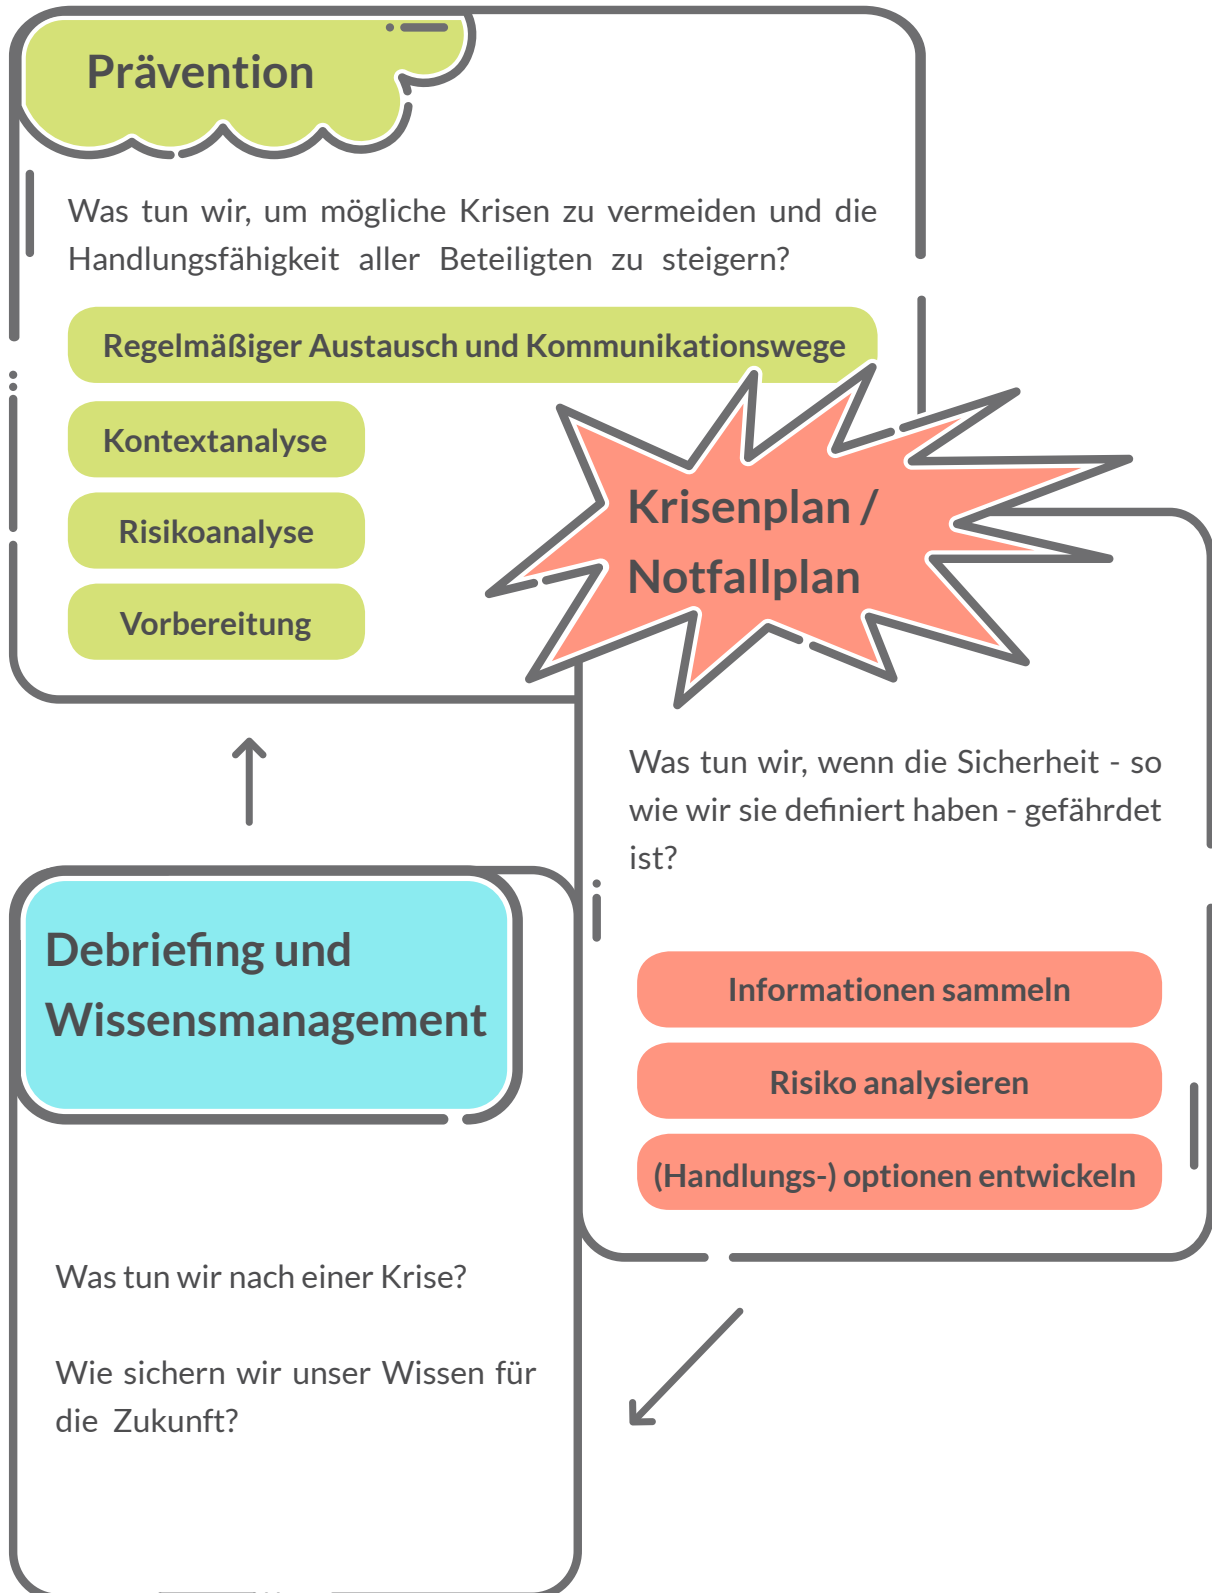 Prävention
Was tun wir, um mögliche Krisen zu vermeiden und die
Handlungsfähigkeit aller Beteiligten zu steigern?
Regelmäßiger Austausch und Kommunikationswege
Kontextanalyse
Risikoanalyse
Vorbereitung
Krisenplan /
Notfallplan
Was tun wir, wenn die Sicherheit - so
wie wir sie definiert haben - gefährdet
ist?
Informationen sammeln
Risiko analysieren
(Handlungs-) optionen entwickeln
Debriefing und
Wissensmanagement
Was tun wir nach einer Krise?
Wie sichern wir unser Wissen für
die Zukunft?